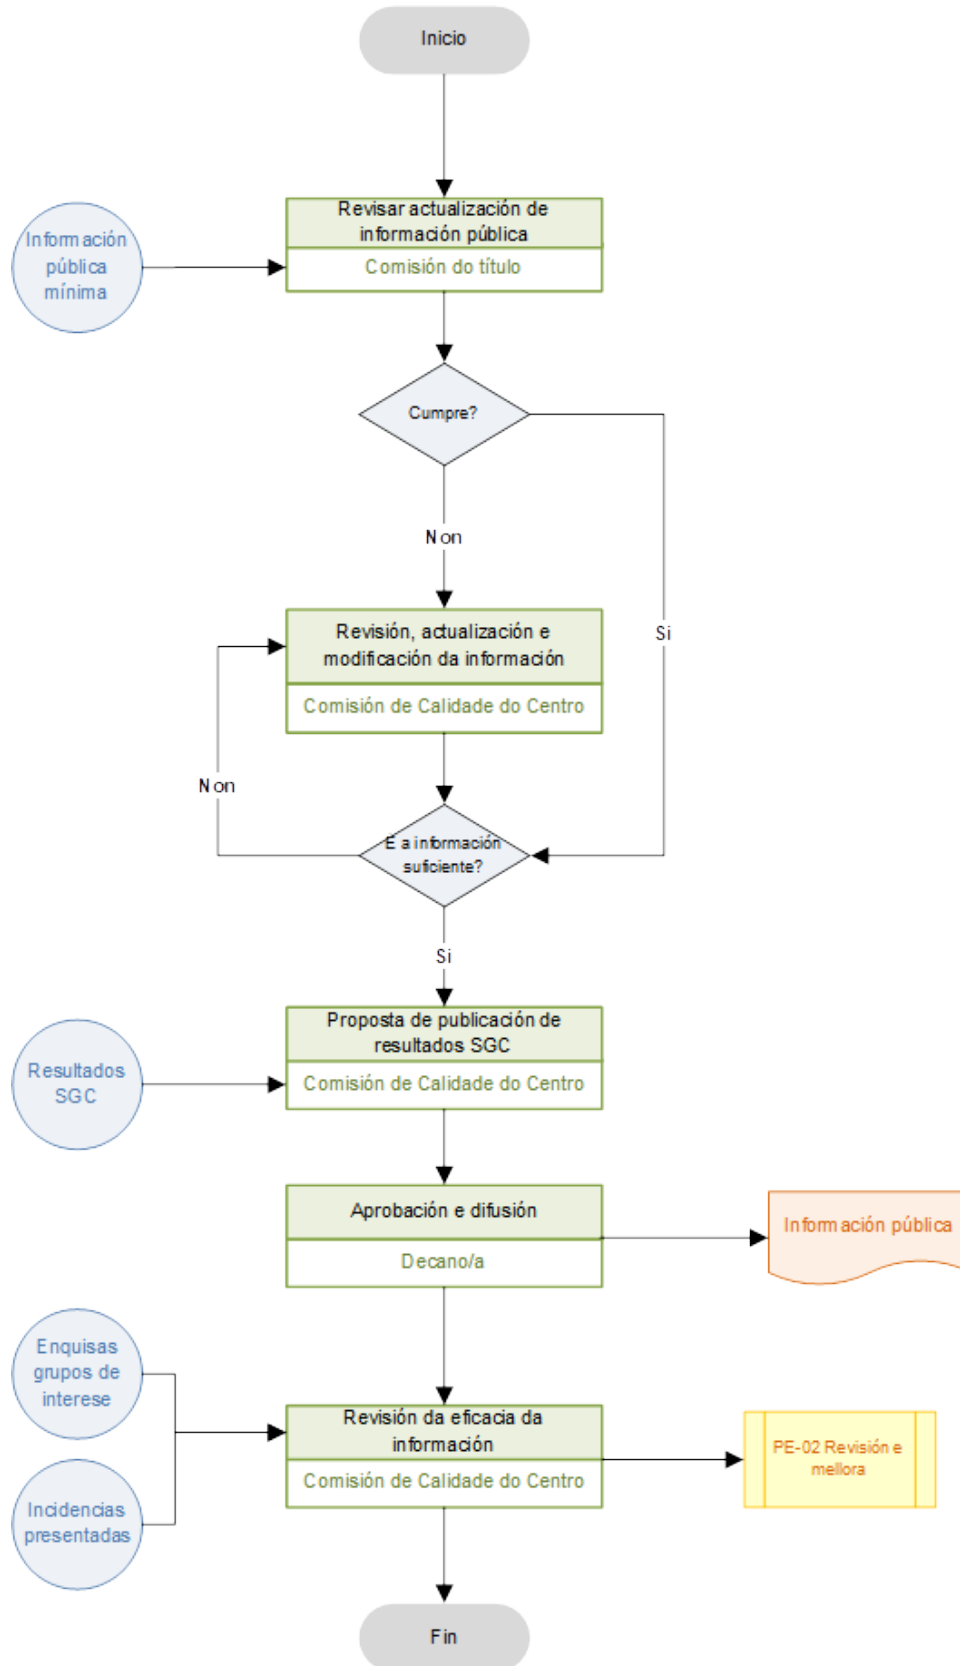 Inicio
Revisar actualización de
información pública
Comisión do título
Información
pública
mínima
Cumpre?
Non
Si
Revisión, actualización e
modificación da información
Comisión de Calidade do Centro
Non
E a información
suficiente?
Si
Proposta de publicación de
resultados SGC
Comisión de Calidade do Centro
Resultados
SGC
Aprobación e difusión
Decano/a
Información pública
Enquisas
grupos de
interese
Revisión da eficacia da
información
Comisión de Calidade do Centro
PE-02 Revisión e
mellora
Incidencias
presentadas
Fin